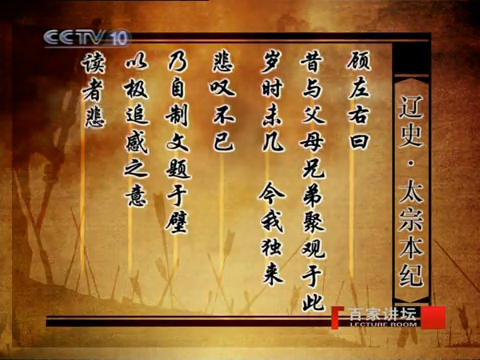 CCTV 10
辽史·太宗本纪
顾左右曰
昔与父母兄弟聚观于此
岁时未几 今我独来
悲叹不已
乃自制文题于壁
以极追感之意
读者悲
百家讲坛
LECTURE ROOM